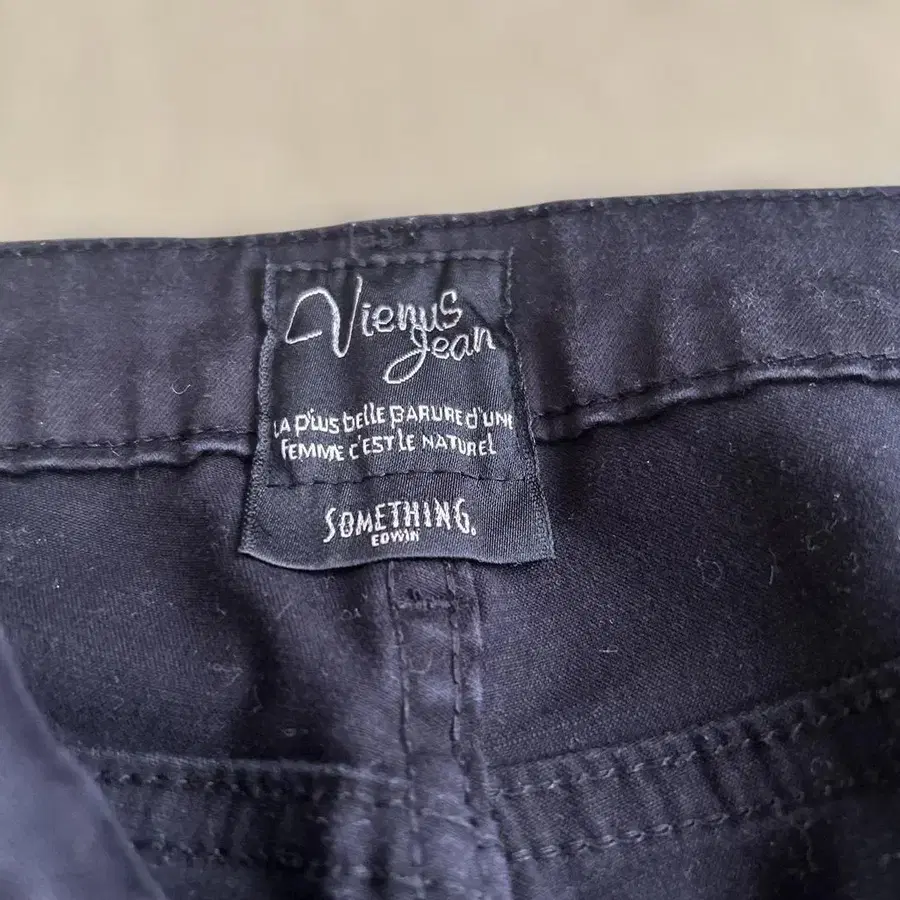 Vienus
Jean
LA PLUS BELLE PARURE D'UNE
FEMME C'EST LE NATUREL
SOMETHING.
EDWIN